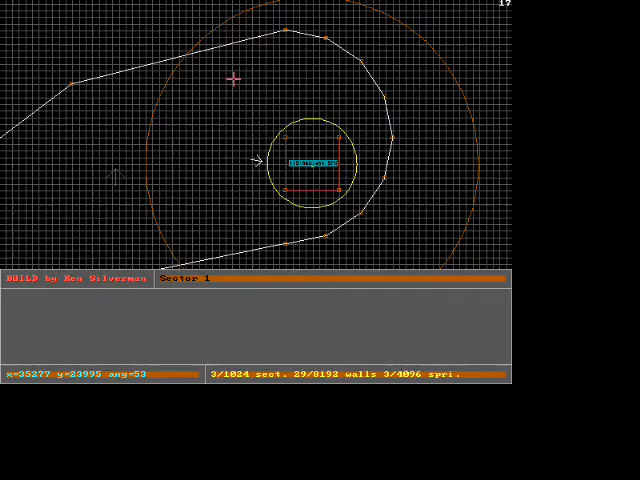 17
BUILD by Ken Silverman
Sector 1
x=35277 y=23995 ang=53
3/1024 sect. 29/8192 walls 3/4096 spri.